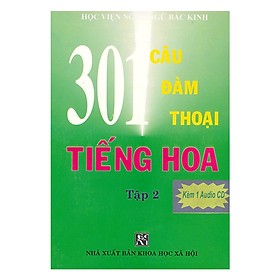 HỌC VIỆN NGÔN NGỮ BẮC KINH
301
CÂU
ĐÀM
THOẠI
TIẾNG HOA
Tập 2
Kèm 1 Audio CD
NHÀ XUẤT BẢN KHOA HỌC XÃ HỘI